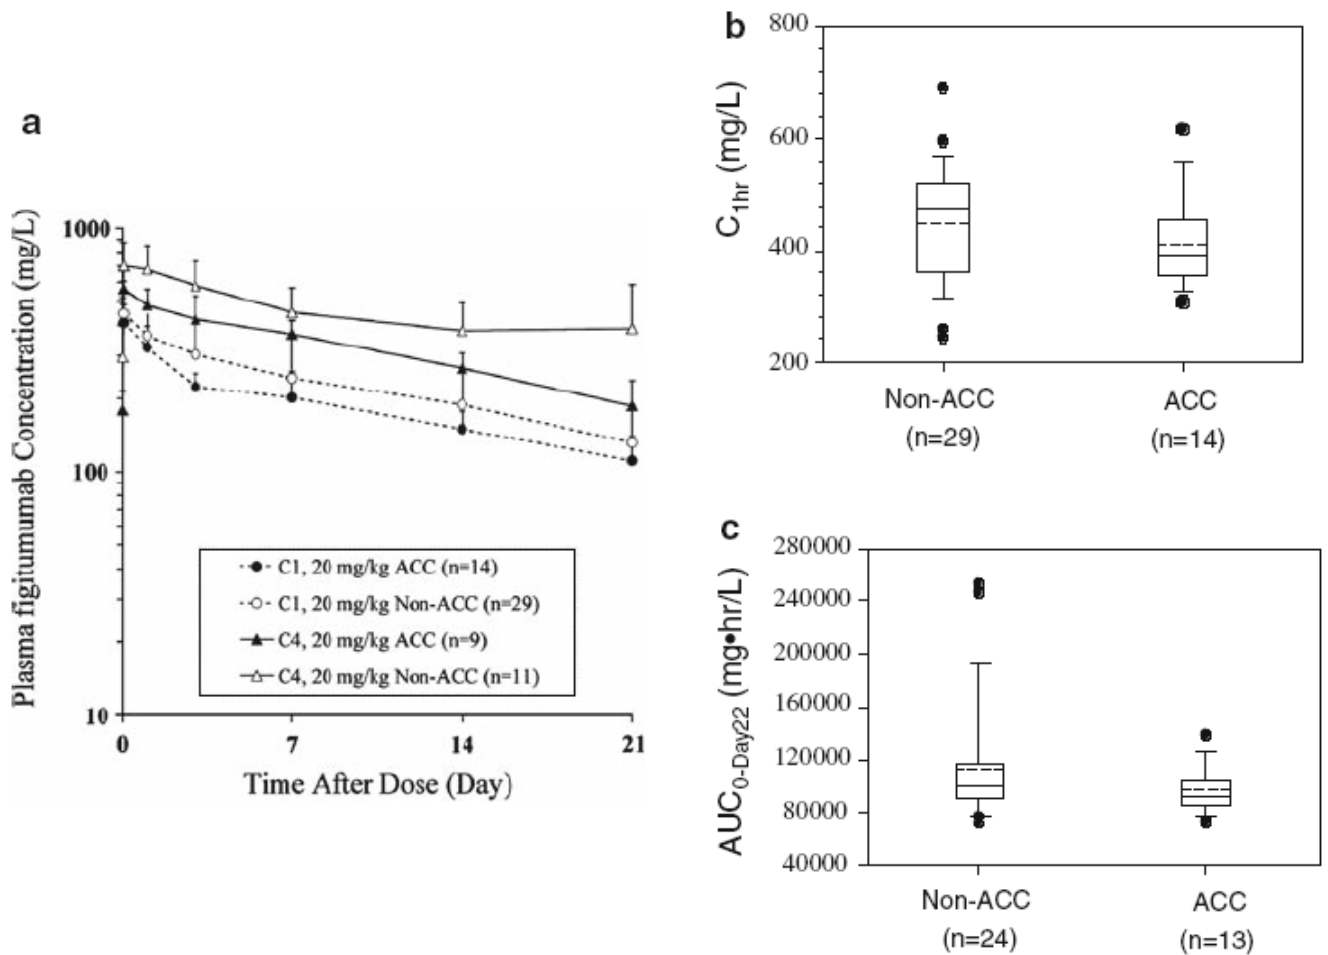 a
Plasma figitumumab Concentration (mg/L)
1000
100
10
0 7 14 21
Time After Dose (Day)
C1, 20 mg/kg ACC (n=14)
C1, 20 mg/kg Non-ACC (n=29)
C4, 20 mg/kg ACC (n=9)
C4, 20 mg/kg Non-ACC (n=11)
b
C1hr (mg/L)
800
600
400
200
Non-ACC ACC
(n=29) (n=14)
c
AUC0-Day22 (mg•hr/L)
280000
240000
200000
160000
120000
80000
40000
Non-ACC ACC
(n=24) (n=13)